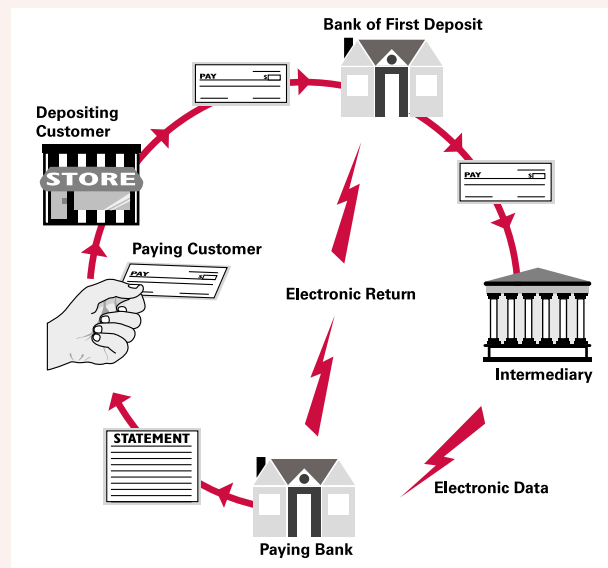 Bank of First Deposit
PAY $
Depositing
Customer
STORE
PAY $
Paying Customer
PAY $
Electronic Return
Intermediary
STATEMENT
Electronic Data
Paying Bank